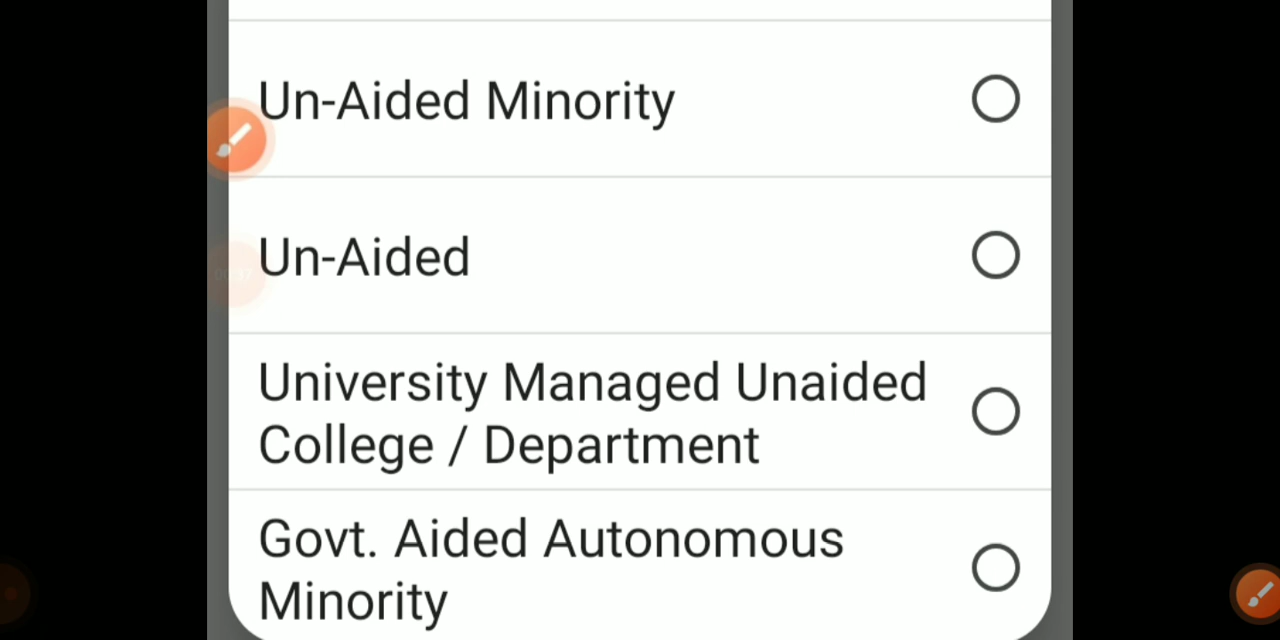 Un-Aided Minority
Un-Aided
University Managed Unaided
College / Department
Govt. Aided Autonomous
Minority